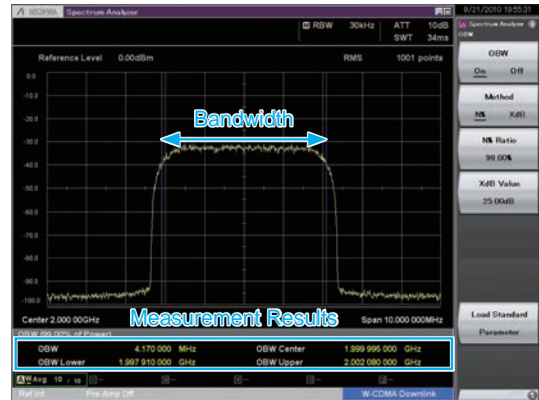 MS2850A Spectrum Analyzer 9/21/2010 19:55:31
Spectrum Analyzer
OBW
RBW 30kHz ATT 10dB
SWT 34ms
Reference Level 0.00dBm RMS 1001 points
OBW
On Off
Method
N% XdB
N% Ratio
99.00%
XdB Value
25.00dB
Load Standard
Parameter
0.0
-10.0
-20.0
-30.0
-40.0
-50.0
-60.0
-70.0
-80.0
-90.0
-100.0
Bandwidth
Center 2.000 00GHz Span 10.000 000MHz
Measurement Results
OBW (99.00% of Power)
OBW 4.170 000 MHz OBW Center 1.999 995 000 GHz
OBW Lower 1.997 910 000 GHz OBW Upper 2.002 080 000 GHz
Avg 10 / 10
Ref.Int Pre-Amp Off W-CDMA Downlink